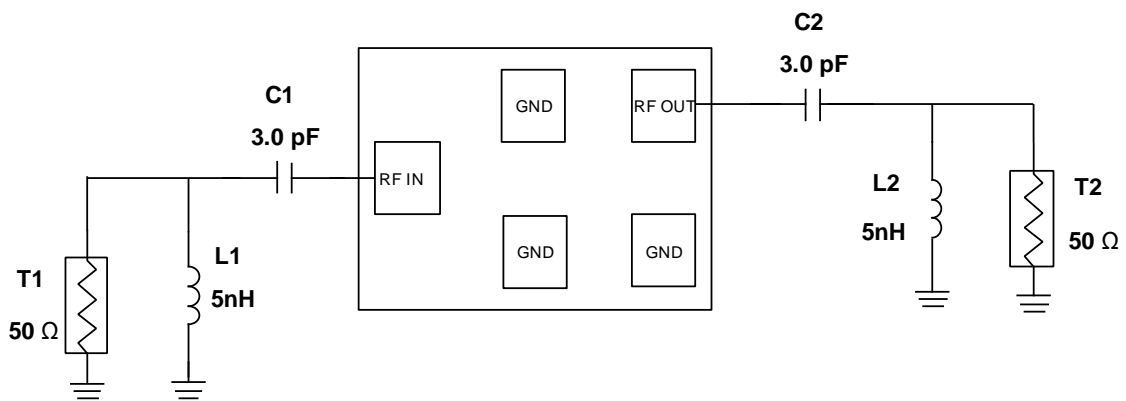 C2
3.0 pF
C1
3.0 pF
GND
RF OUT
RF IN
L2
5nH
T2
50 Ω
GND
GND
L1
5nH
T1
50 Ω